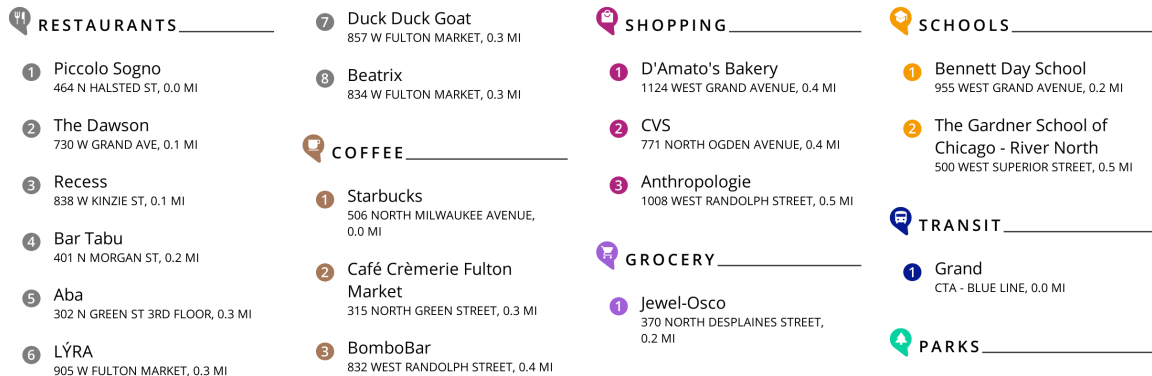 RESTAURANTS
1 Piccolo Sogno
464 N HALSTED ST, 0.0 MI
2 The Dawson
730 W GRAND AVE, 0.1 MI
3 Recess
838 W KINZIE ST, 0.1 MI
4 Bar Tabu
401 N MORGAN ST, 0.2 MI
5 Aba
302 N GREEN ST 3RD FLOOR, 0.3 MI
6 LÝRA
905 W FULTON MARKET, 0.3 MI
7 Duck Duck Goat
857 W FULTON MARKET, 0.3 MI
8 Beatrix
834 W FULTON MARKET, 0.3 MI
COFFEE
1 Starbucks
506 NORTH MILWAUKEE AVENUE,
0.0 MI
2 Café Crèmerie Fulton
Market
315 NORTH GREEN STREET, 0.3 MI
3 BomboBar
832 WEST RANDOLPH STREET, 0.4 MI
SHOPPING
1 D'Amato's Bakery
1124 WEST GRAND AVENUE, 0.4 MI
2 CVS
771 NORTH OGDEN AVENUE, 0.4 MI
3 Anthropologie
1008 WEST RANDOLPH STREET, 0.5 MI
GROCERY
1 Jewel-Osco
370 NORTH DESPLAINES STREET,
0.2 MI
SCHOOLS
1 Bennett Day School
955 WEST GRAND AVENUE, 0.2 MI
2 The Gardner School of
Chicago - River North
500 WEST SUPERIOR STREET, 0.5 MI
TRANSIT
1 Grand
CTA - BLUE LINE, 0.0 MI
PARKS